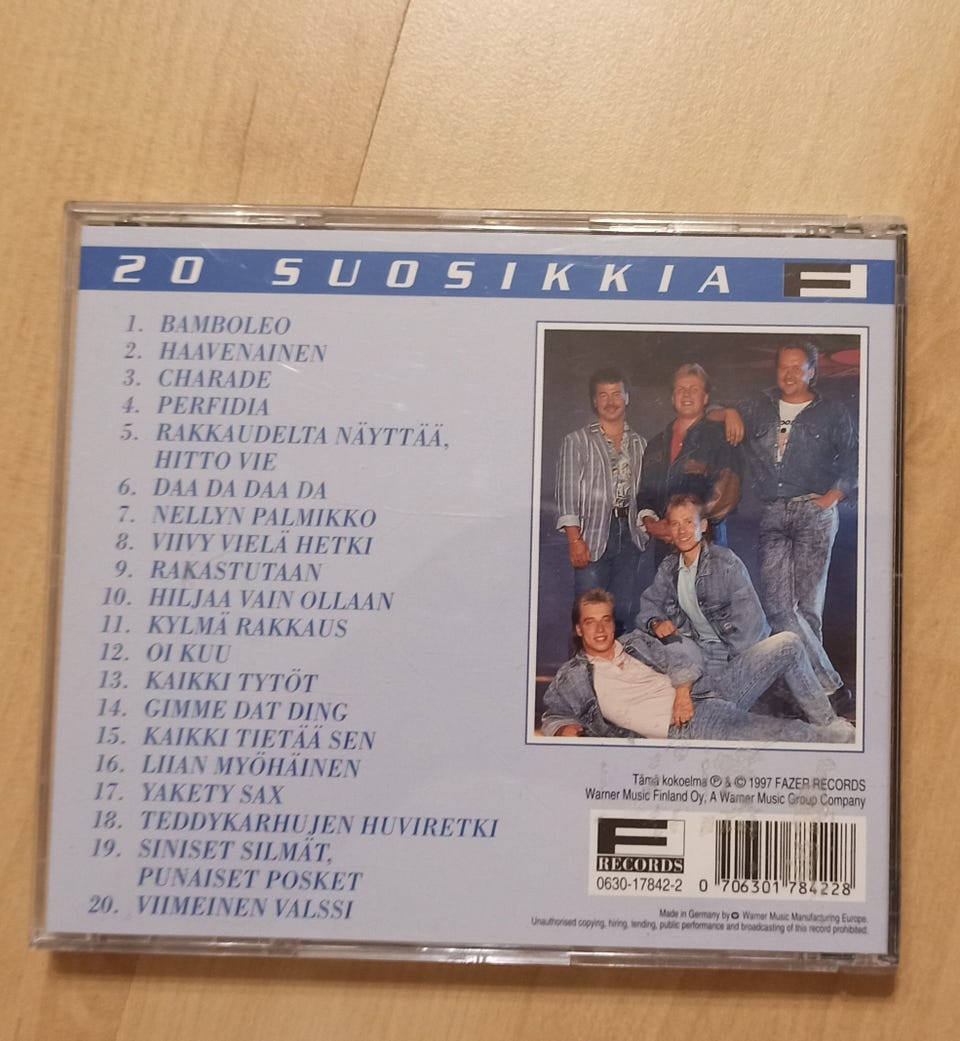 20 SUOSIKKIA
1. BAMBOLEO
2. HAAVENAINEN
3. CHARADE
4. PERFIDIA
5. RAKKAUDELTA NÄYTTÄÄ,
HITTO VIE
6. DAA DA DAA DA
7. NELLYN PALMIKKO
8. VIIVY VIELÄ HETKI
9. RAKASTUTAAN
10. HILJAA VAIN OLLAAN
11. KYLMÄ RAKKAUS
12. OI KUU
13. KAIKKI TYTÖT
14. GIMME DAT DING
15. KAIKKI TIETÄÄ SEN
16. LIIAN MYÖHÄINEN
17. YAKETY SAX
18. TEDDYKARHUJEN HUVIRETKI
19. SINISET SILMÄT,
PUNAISET POSKET
20. VIIMEINEN VALSSI
Tämä kokoelma ℗ & © 1997 FAZER RECORDS
Warner Music Finland Oy, A Warner Music Group Company
F
RECORDS
0630-17842-2
0 706301 784228
Made in Germany by Warner Music Manufacturing Europe.
Unauthorised copying, hiring, lending, public performance and broadcasting of this record prohibited.